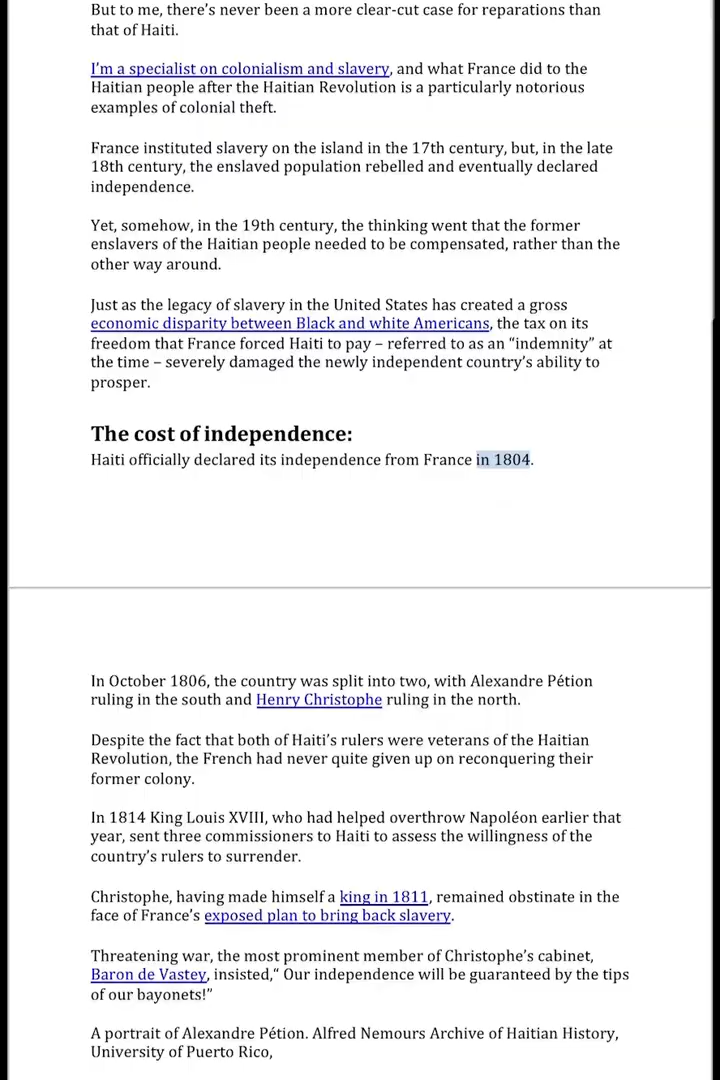 But to me, there’s never been a more clear-cut case for reparations than
that of Haiti.
I’m a specialist on colonialism and slavery, and what France did to the
Haitian people after the Haitian Revolution is a particularly notorious
examples of colonial theft.
France instituted slavery on the island in the 17th century, but, in the late
18th century, the enslaved population rebelled and eventually declared
independence.
Yet, somehow, in the 19th century, the thinking went that the former
enslavers of the Haitian people needed to be compensated, rather than the
other way around.
Just as the legacy of slavery in the United States has created a gross
economic disparity between Black and white Americans, the tax on its
freedom that France forced Haiti to pay – referred to as an “indemnity” at
the time – severely damaged the newly independent country’s ability to
prosper.
The cost of independence:
Haiti officially declared its independence from France in 1804.
In October 1806, the country was split into two, with Alexandre Pétion
ruling in the south and Henry Christophe ruling in the north.
Despite the fact that both of Haiti’s rulers were veterans of the Haitian
Revolution, the French had never quite given up on reconquering their
former colony.
In 1814 King Louis XVIII, who had helped overthrow Napoléon earlier that
year, sent three commissioners to Haiti to assess the willingness of the
country’s rulers to surrender.
Christophe, having made himself a king in 1811, remained obstinate in the
face of France’s exposed plan to bring back slavery.
Threatening war, the most prominent member of Christophe’s cabinet,
Baron de Vastey, insisted,“ Our independence will be guaranteed by the tips
of our bayonets!”
A portrait of Alexandre Pétion. Alfred Nemours Archive of Haitian History,
University of Puerto Rico,